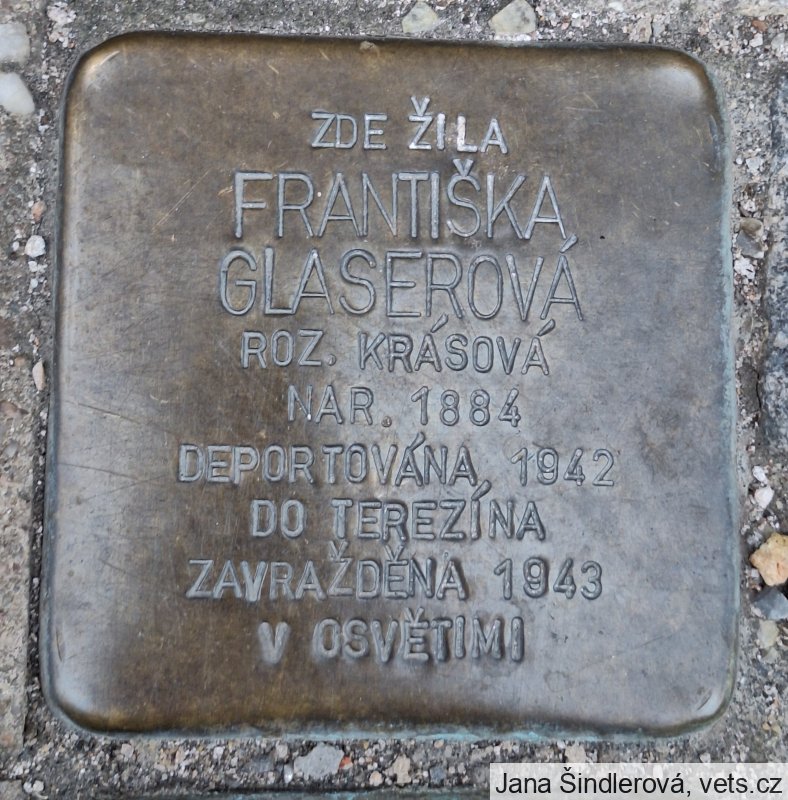 ZDE ŽILA
FRANTIŠKA
GLASEROVÁ
ROZ. KRÁSOVÁ
NAR. 1884
DEPORTOVÁNA 1942
DO TEREZÍNA
ZAVRAŽDĚNA 1943
V OSVĚTIMI
Jana Šindlerová, vets.cz